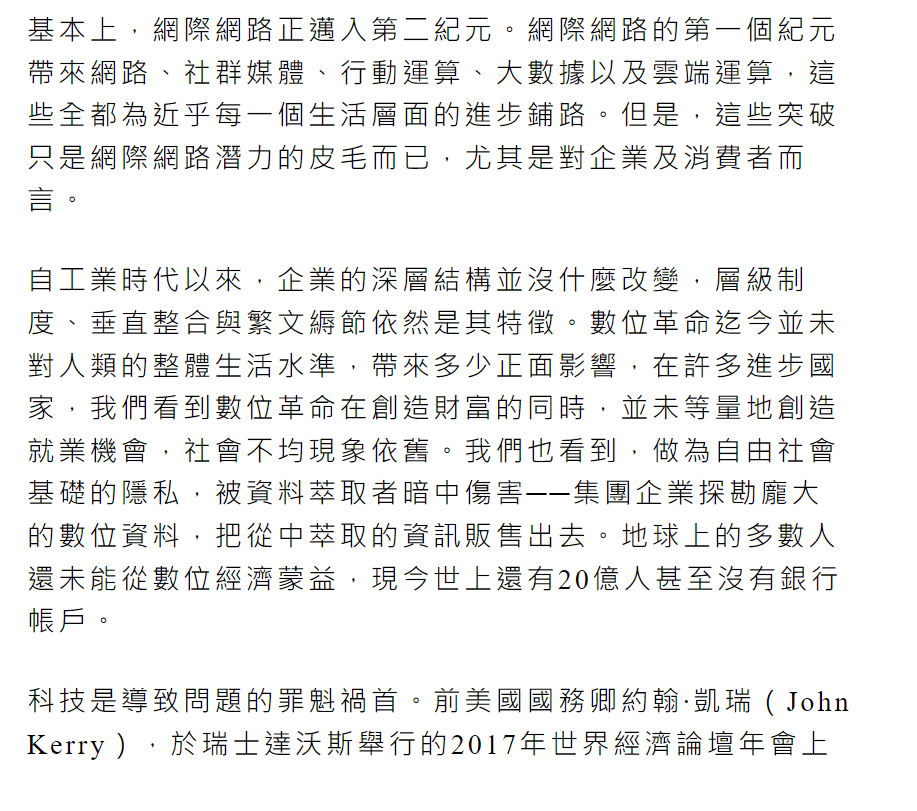 基本上，網際網路正邁入第二紀元。網際網路的第一個紀元
帶來網路、社群媒體、行動運算、大數據以及雲端運算，這
些全都為近乎每一個生活層面的進步鋪路。但是，這些突破
只是網際網路潛力的皮毛而已，尤其是對企業及消費者而
言。
自工業時代以來，企業的深層結構並沒什麼改變，層級制
度、垂直整合與繁文縟節依然是其特徵。數位革命迄今並未
對人類的整體生活水準，帶來多少正面影響，在許多進步國
家，我們看到數位革命在創造財富的同時，並未等量地創造
就業機會，社會不均現象依舊。我們也看到，做為自由社會
基礎的隱私，被資料萃取者暗中傷害——集團企業探勘龐大
的數位資料，把從中萃取的資訊販售出去。地球上的多數人
還未能從數位經濟蒙益，現今世上還有20億人甚至沒有銀行
帳戶。
科技是導致問題的罪魁禍首。前美國國務卿約翰·凱瑞（John
Kerry），於瑞士達沃斯舉行的2017年世界經濟論壇年會上